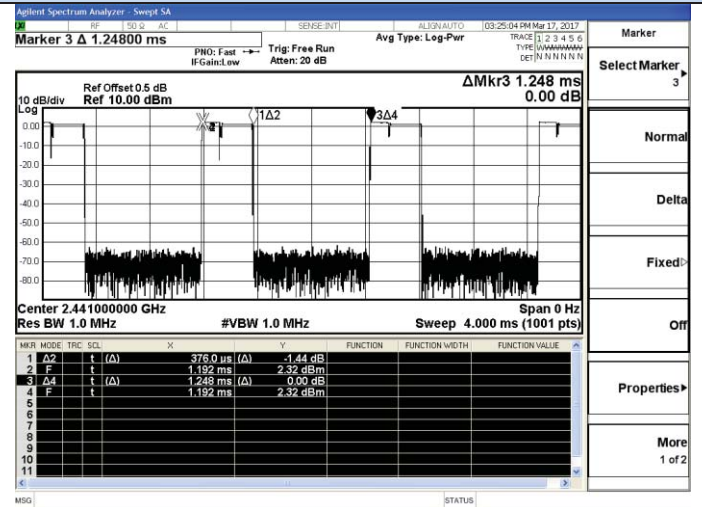 Agilent Spectrum Analyzer - Swept SA
RF 50 Ω AC SENSE:INT ALIGN AUTO 03:25:04 PM Mar 17, 2017
Marker 3 Δ 1.24800 ms
PNO: Fast
IFGain:Low
Trig: Free Run
Atten: 20 dB
Avg Type: Log-Pwr
TRACE 1 2 3 4 5 6
TYPE WWWWWW
DET N N N N N N
Ref Offset 0.5 dB
10 dB/div Ref 10.00 dBm
ΔMkr3 1.248 ms
0.00 dB
Log
1Δ2
3Δ4
0.00
-10.0
-20.0
-30.0
-40.0
-50.0
-60.0
-70.0
-80.0
Center 2.441000000 GHz Span 0 Hz
Res BW 1.0 MHz #VBW 1.0 MHz Sweep 4.000 ms (1001 pts)
MKR MODE TRC SCL X Y FUNCTION FUNCTION WIDTH FUNCTION VALUE
1 Δ2 t (Δ) 376.0 us (Δ) -1.44 dB
2 F t 1.192 ms 2.32 dBm
3 Δ4 t (Δ) 1.248 ms (Δ) 0.00 dB
4 F t 1.192 ms 2.32 dBm
5
6
7
8
9
10
11
MSG STATUS
Marker
Select Marker
3
Normal
Delta
Fixed
Off
Properties
More
1 of 2